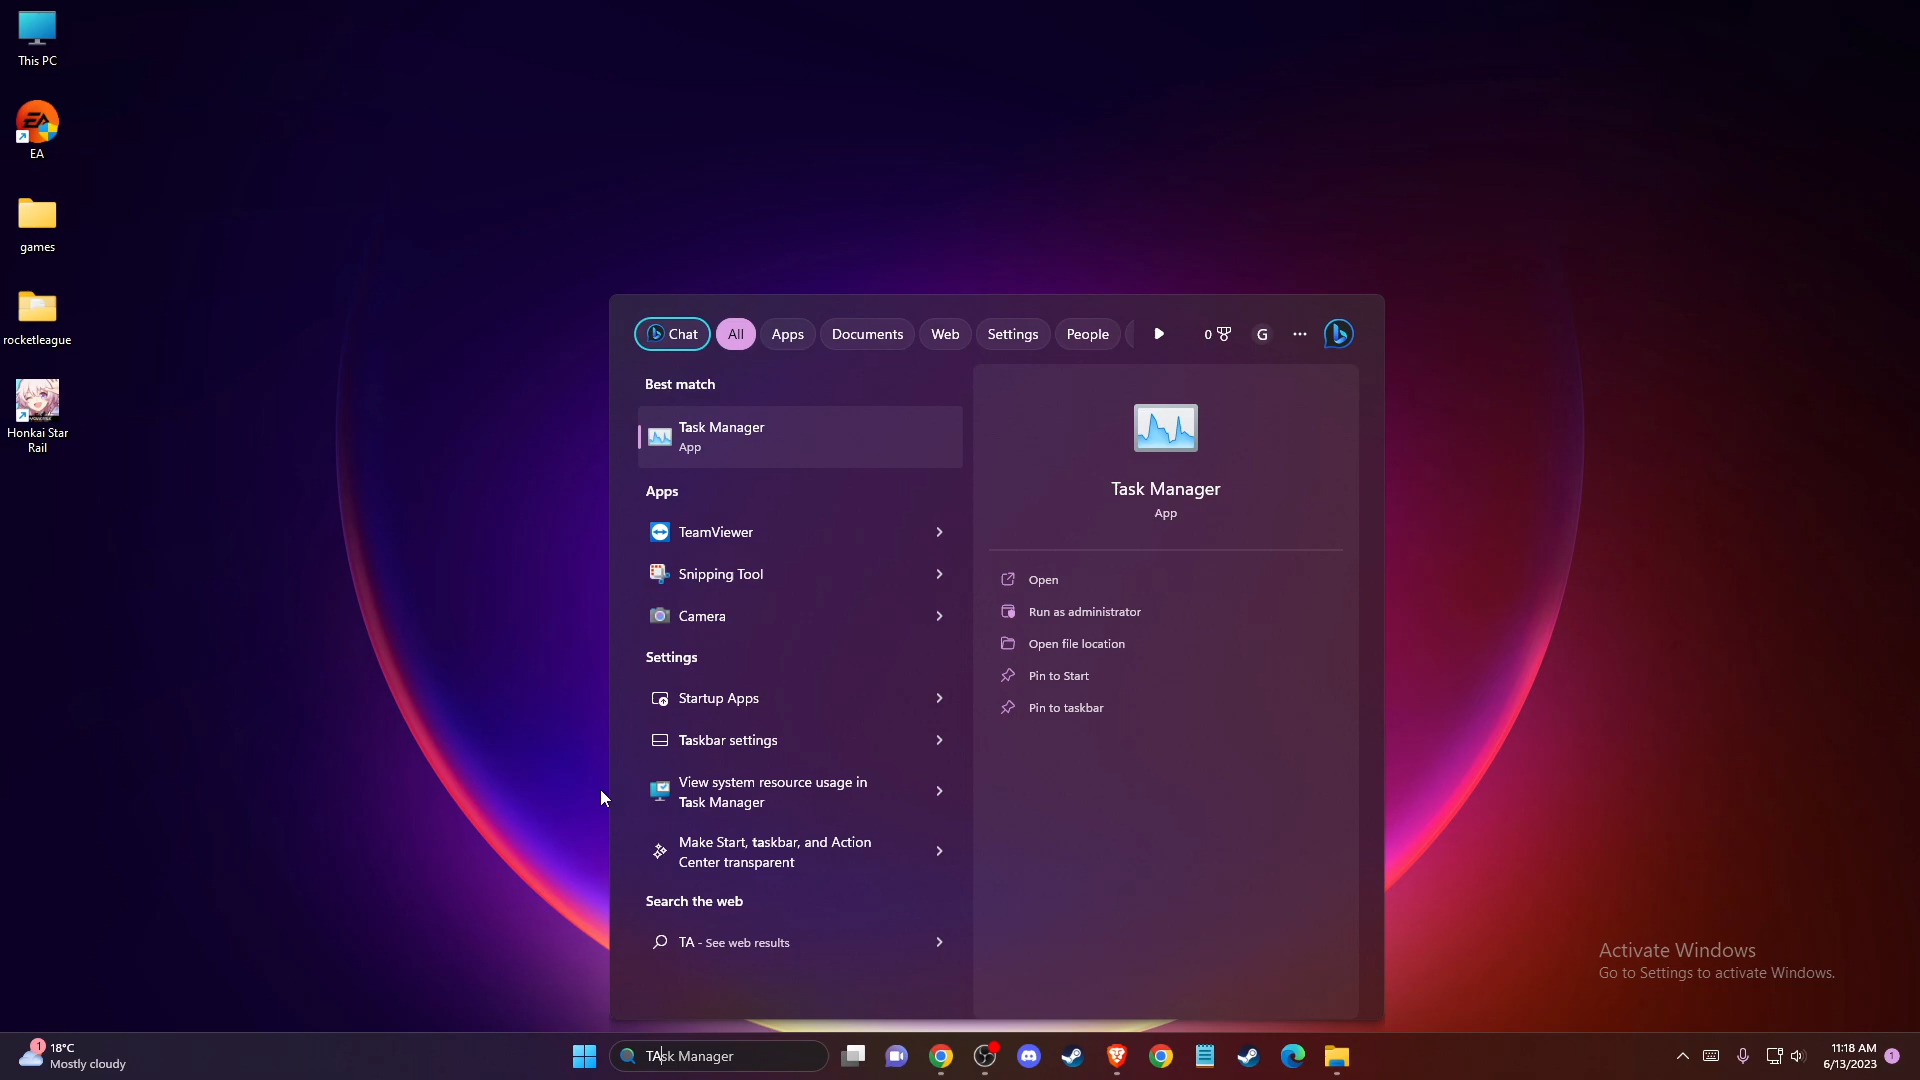 This PC
EA
games
rocketleague
Honkai Star
Rail
Chat
All
Apps
Documents
Web
Settings
People
0
G
Best match
Task Manager
App
Apps
TeamViewer
Snipping Tool
Camera
Settings
Startup Apps
Taskbar settings
View system resource usage in
Task Manager
Make Start, taskbar, and Action
Center transparent
Search the web
TA - See web results
Task Manager
App
Open
Run as administrator
Open file location
Pin to Start
Pin to taskbar
Activate Windows
Go to Settings to activate Windows.
1
18°C
Mostly cloudy
TAsk Manager
11:18 AM
6/13/2023
1